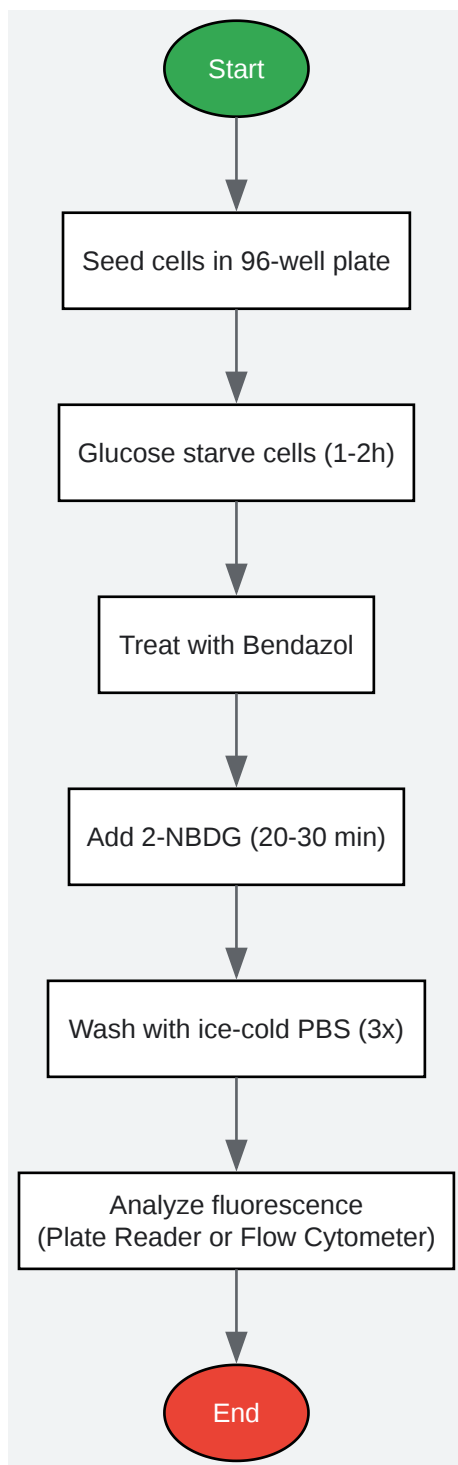 Start
Seed cells in 96-well plate
Glucose starve cells (1-2h)
Treat with Bendazol
Add 2-NBDG (20-30 min)
Wash with ice-cold PBS (3x)
Analyze fluorescence
(Plate Reader or Flow Cytometer)
End